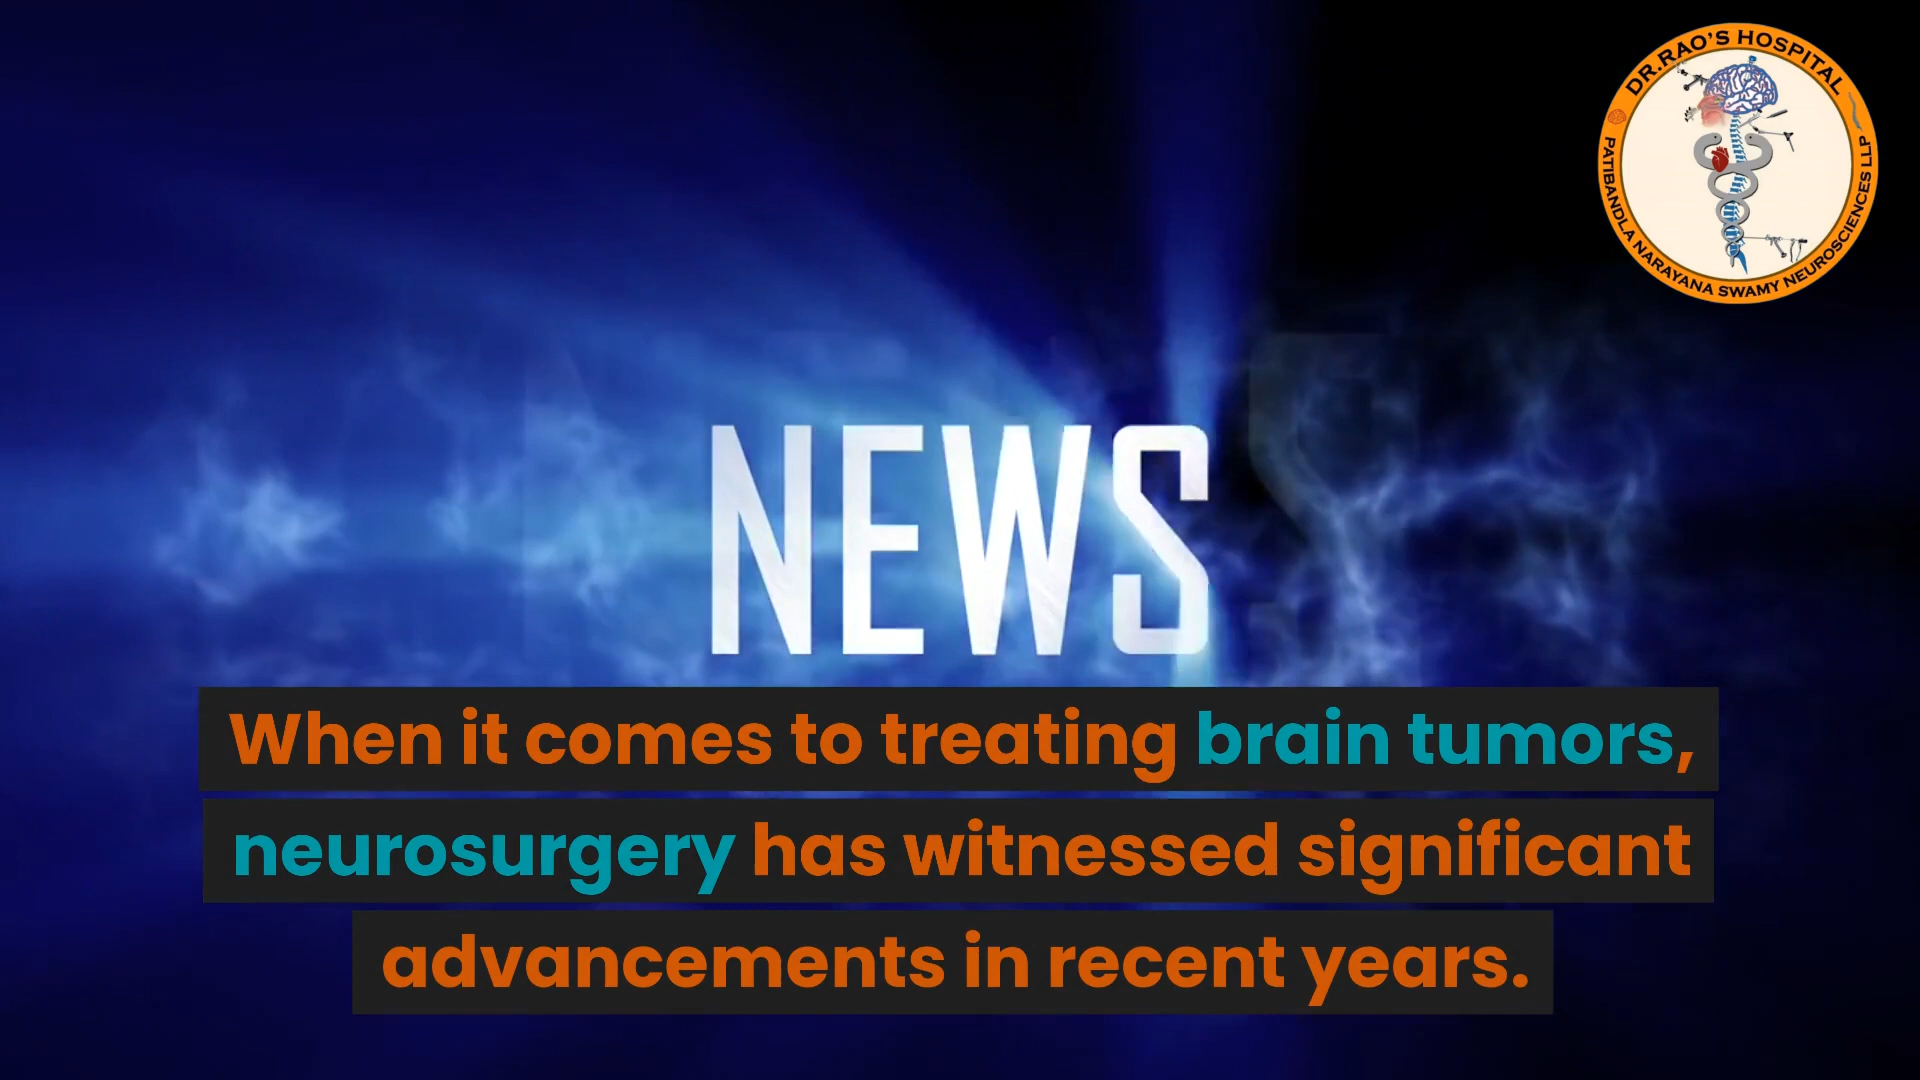 DR.RAO'S HOSPITAL
PATIBANDLA NARAYANA SWAMY NEUROSCIENCES LLP
NEWS
When it comes to treating brain tumors,
neurosurgery has witnessed significant
advancements in recent years.